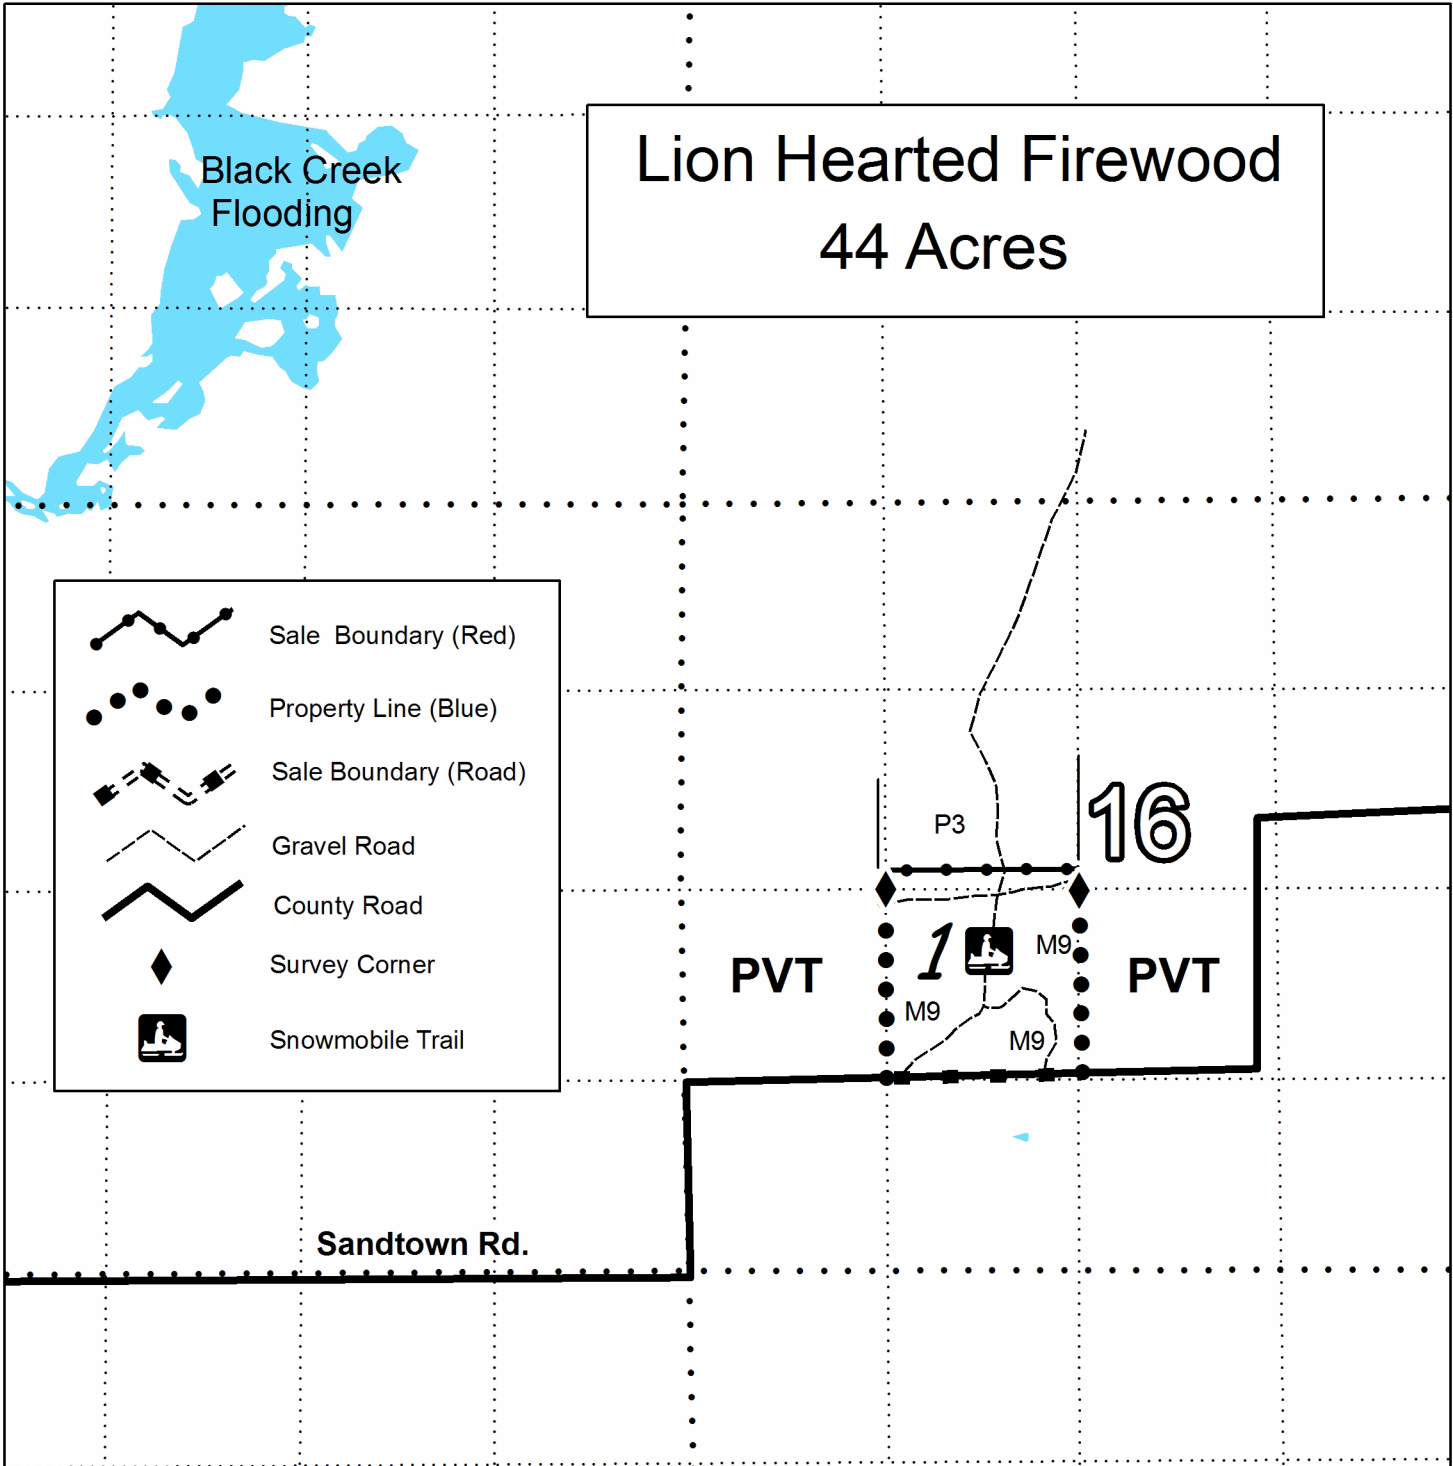 Black Creek
Flooding
Lion Hearted Firewood
44 Acres
Sale Boundary (Red)
Property Line (Blue)
Sale Boundary (Road)
Gravel Road
County Road
Survey Corner
Snowmobile Trail
16
P3
1
M9
PVT
PVT
M9
M9
Sandtown Rd.